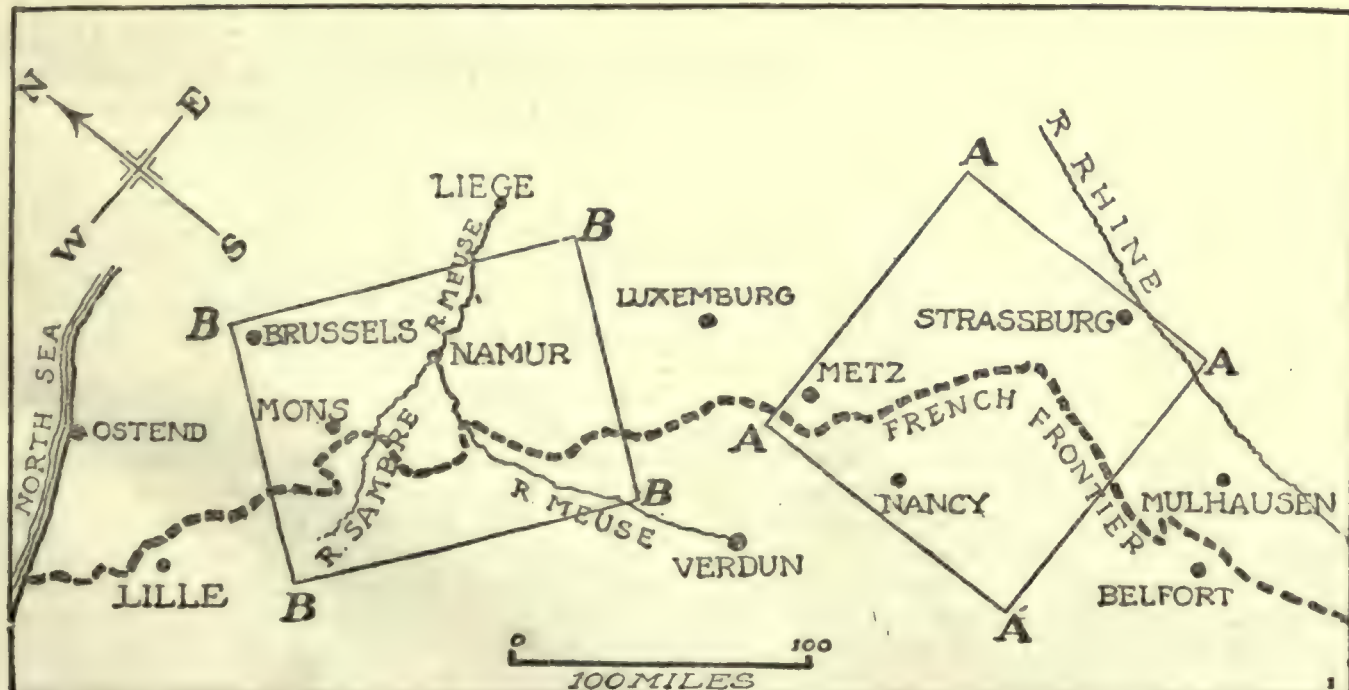 N
E
W
S
NORTH SEA
LIEGE
R. MEUSE
B
B
B
B
BRUSSELS
NAMUR
MONS
OSTEND
R. SAMBRE
LILLE
R. MEUSE
VERDUN
LUXEMBURG
A
A
A
A
R RHINE
STRASSBURG
METZ
FRENCH FRONTIER
NANCY
MULHAUSEN
BELFORT
0 100
100 MILES
1